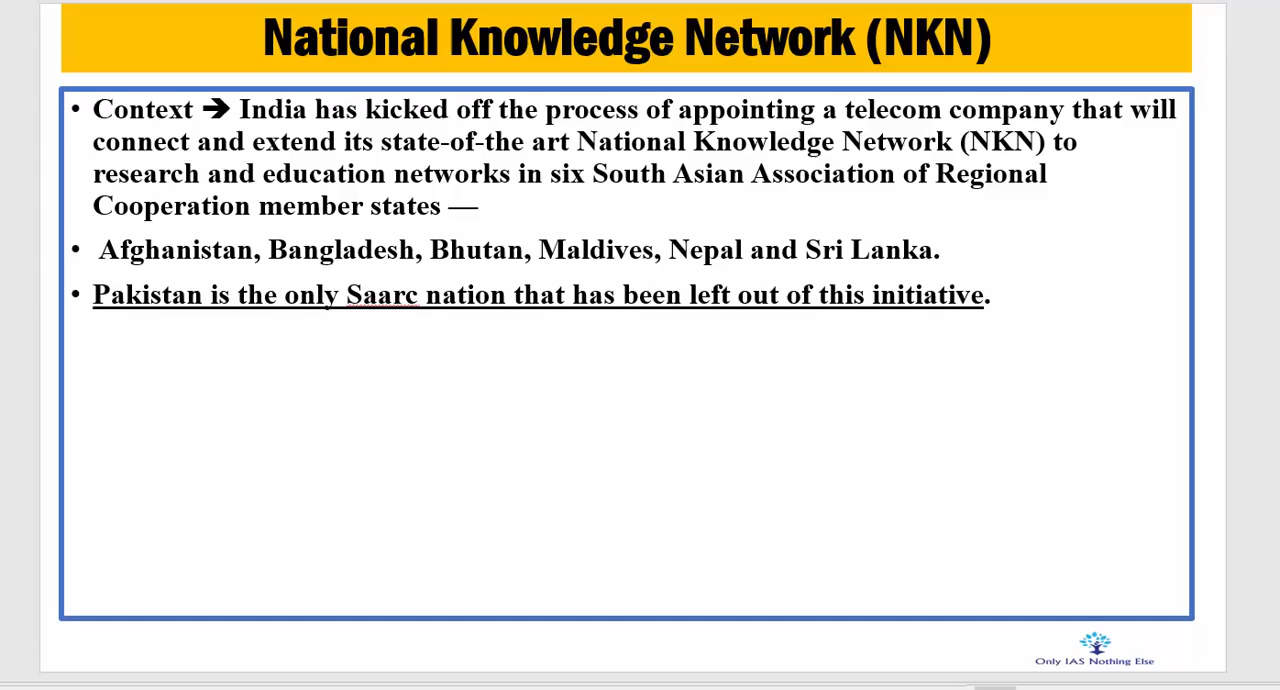 National Knowledge Network (NKN)
• Context ➔ India has kicked off the process of appointing a telecom company that will
connect and extend its state-of-the art National Knowledge Network (NKN) to
research and education networks in six South Asian Association of Regional
Cooperation member states —
• Afghanistan, Bangladesh, Bhutan, Maldives, Nepal and Sri Lanka.
• Pakistan is the only Saarc nation that has been left out of this initiative.
Only IAS Nothing Else